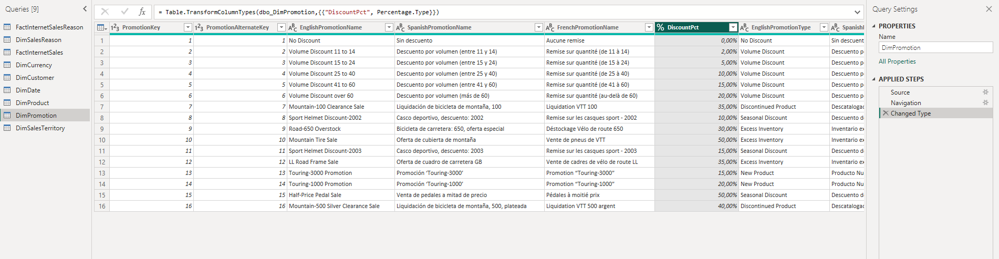 Queries [9]
FactInternetSalesReason
DimSalesReason
FactInternetSales
DimCurrency
DimCustomer
DimDate
DimProduct
DimPromotion
DimSalesTerritory
fx = Table.TransformColumnTypes(dbo_DimPromotion,{{"DiscountPct", Percentage.Type}})
123 PromotionKey 123 PromotionAlternateKey ABC EnglishPromotionName ABC SpanishPromotionName ABC FrenchPromotionName % DiscountPct ABC EnglishPromotionType ABC SpanishI
1 1 1 No Discount Sin descuento Aucune remise 0,00% No Discount Sin descuent
2 2 2 Volume Discount 11 to 14 Descuento por volumen (entre 11 y 14) Remise sur quantité (de 11 à 14) 2,00% Volume Discount Descuento po
3 3 3 Volume Discount 15 to 24 Descuento por volumen (entre 15 y 24) Remise sur quantité (de 15 à 24) 5,00% Volume Discount Descuento po
4 4 4 Volume Discount 25 to 40 Descuento por volumen (entre 25 y 40) Remise sur quantité (de 25 à 40) 10,00% Volume Discount Descuento po
5 5 5 Volume Discount 41 to 60 Descuento por volumen (entre 41 y 60) Remise sur quantité (de 41 à 60) 15,00% Volume Discount Descuento po
6 6 6 Volume Discount over 60 Descuento por volumen (más de 60) Remise sur quantité (au-delà de 60) 20,00% Volume Discount Descuento po
7 7 7 Mountain-100 Clearance Sale Liquidación de bicicleta de montaña, 100 Liquidation VTT 100 35,00% Discontinued Product Descatalogac
8 8 8 Sport Helmet Discount-2002 Casco deportivo, descuento: 2002 Remise sur les casques sport - 2002 10,00% Seasonal Discount Descuento d
9 9 9 Road-650 Overstock Bicicleta de carretera: 650, oferta especial Déstockage Vélo de route 650 30,00% Excess Inventory Inventario ex
10 10 10 Mountain Tire Sale Oferta de cubierta de montaña Vente de pneus de VTT 50,00% Excess Inventory Inventario ex
11 11 11 Sport Helmet Discount-2003 Casco deportivo, descuento: 2003 Remise sur les casques sport - 2003 15,00% Seasonal Discount Descuento d
12 12 12 LL Road Frame Sale Oferta de cuadro de carretera GB Vente de cadres de vélo de route LL 35,00% Excess Inventory Inventario ex
13 13 13 Touring-3000 Promotion Promoción ‘Touring-3000’ Promotion “Touring-3000” 15,00% New Product Producto Nu
14 14 14 Touring-1000 Promotion Promoción ‘Touring-1000’ Promotion “Touring-1000” 20,00% New Product Producto Nu
15 15 15 Half-Price Pedal Sale Venta de pedales a mitad de precio Pédales à moitié prix 50,00% Seasonal Discount Descuento d
16 16 16 Mountain-500 Silver Clearance Sale Liquidación de bicicleta de montaña, 500, plateada Liquidation VTT 500 argent 40,00% Discontinued Product Descatalogac
Query Settings
PROPERTIES
Name
DimPromotion
All Properties
APPLIED STEPS
Source
Navigation
Changed Type